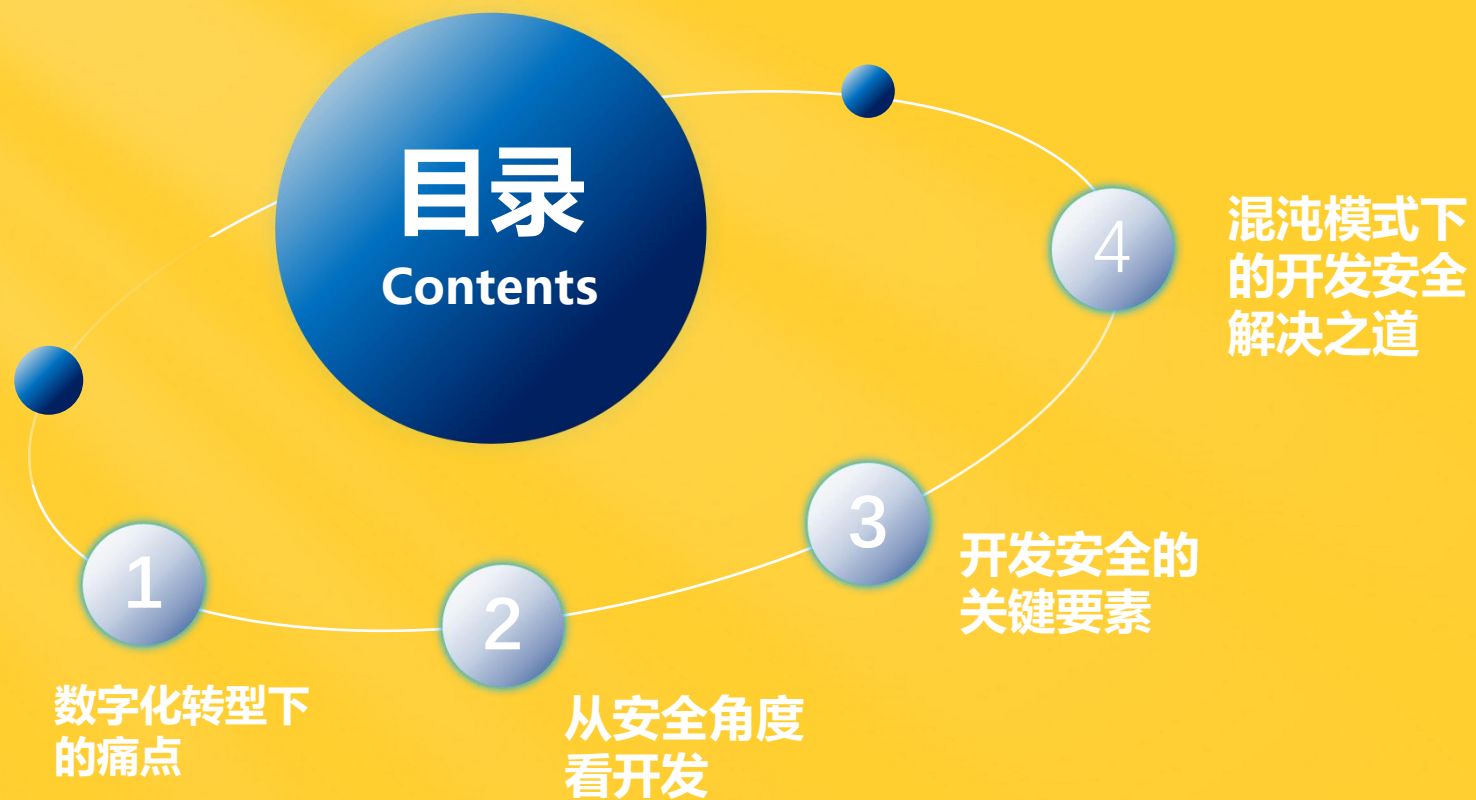 目录
Contents
1
数字化转型下
的痛点
2
从安全角度
看开发
3
开发安全的
关键要素
4
混沌模式下
的开发安全
解决之道